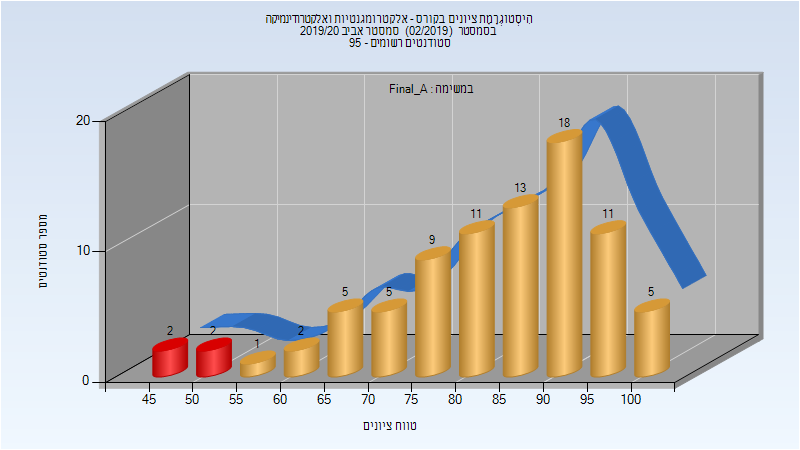 היסטוגרמת ציונים בקורס - אלקטרומגנטיות ואלקטרודינמיקה
בסמסטר (02/2019) סמסטר אביב 2019/20
סטודנטים רשומים - 95
במשימה : Final_A
מספר סטודנטים
20
10
0
2
2
1
2
5
5
9
11
13
18
11
5
45 50 55 60 65 70 75 80 85 90 95 100
טווח ציונים